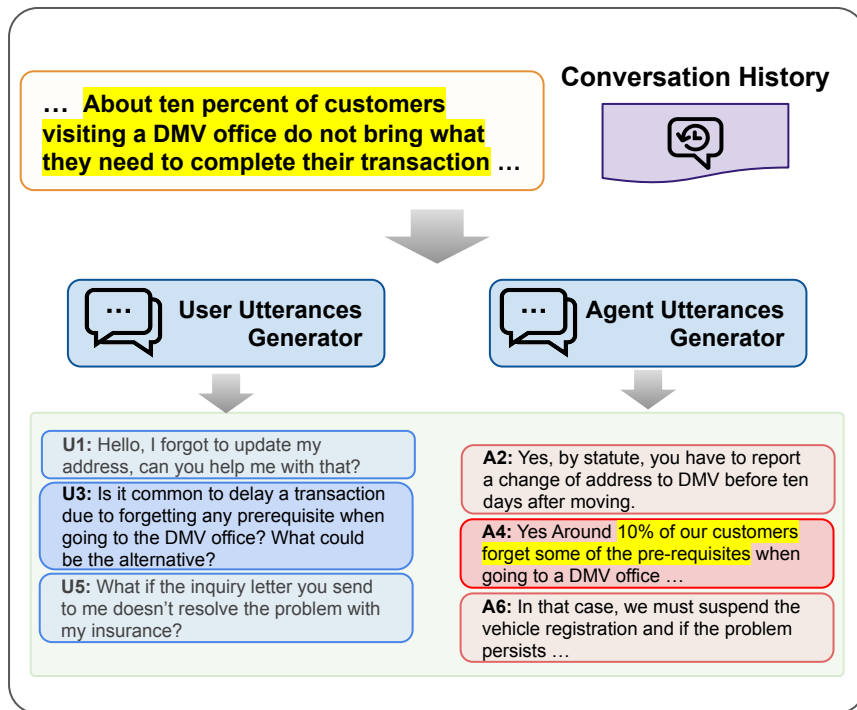 … About ten percent of customers
visiting a DMV office do not bring what
they need to complete their transaction …
Conversation History
... User Utterances
Generator
... Agent Utterances
Generator
U1: Hello, I forgot to update my
address, can you help me with that?
U3: Is it common to delay a transaction
due to forgetting any prerequisite when
going to the DMV office? What could
be the alternative?
U5: What if the inquiry letter you send
to me doesn’t resolve the problem with
my insurance?
A2: Yes, by statute, you have to report
a change of address to DMV before ten
days after moving.
A4: Yes Around 10% of our customers
forget some of the pre-requisites when
going to a DMV office …
A6: In that case, we must suspend the
vehicle registration and if the problem
persists …